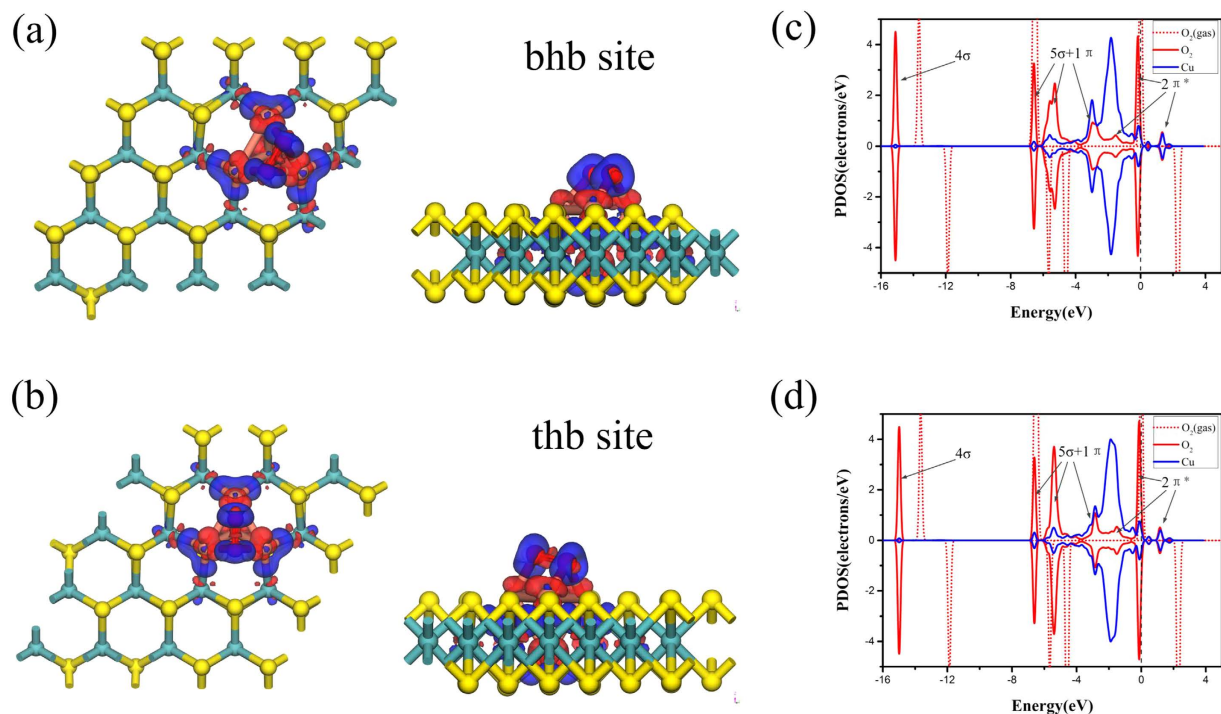 (a)
bhb site
(c)
PDOS(electrons/eV)
4
2
0
-2
-4
-16
-12
-8
-4
0
4
Energy(eV)
4σ
5σ+1 π
2 π *
O₂(gas)
O₂
Cu
(b)
thb site
(d)
PDOS(electrons/eV)
4
2
0
-2
-4
-16
-12
-8
-4
0
4
Energy(eV)
4σ
5σ+1 π
2 π *
O₂(gas)
O₂
Cu